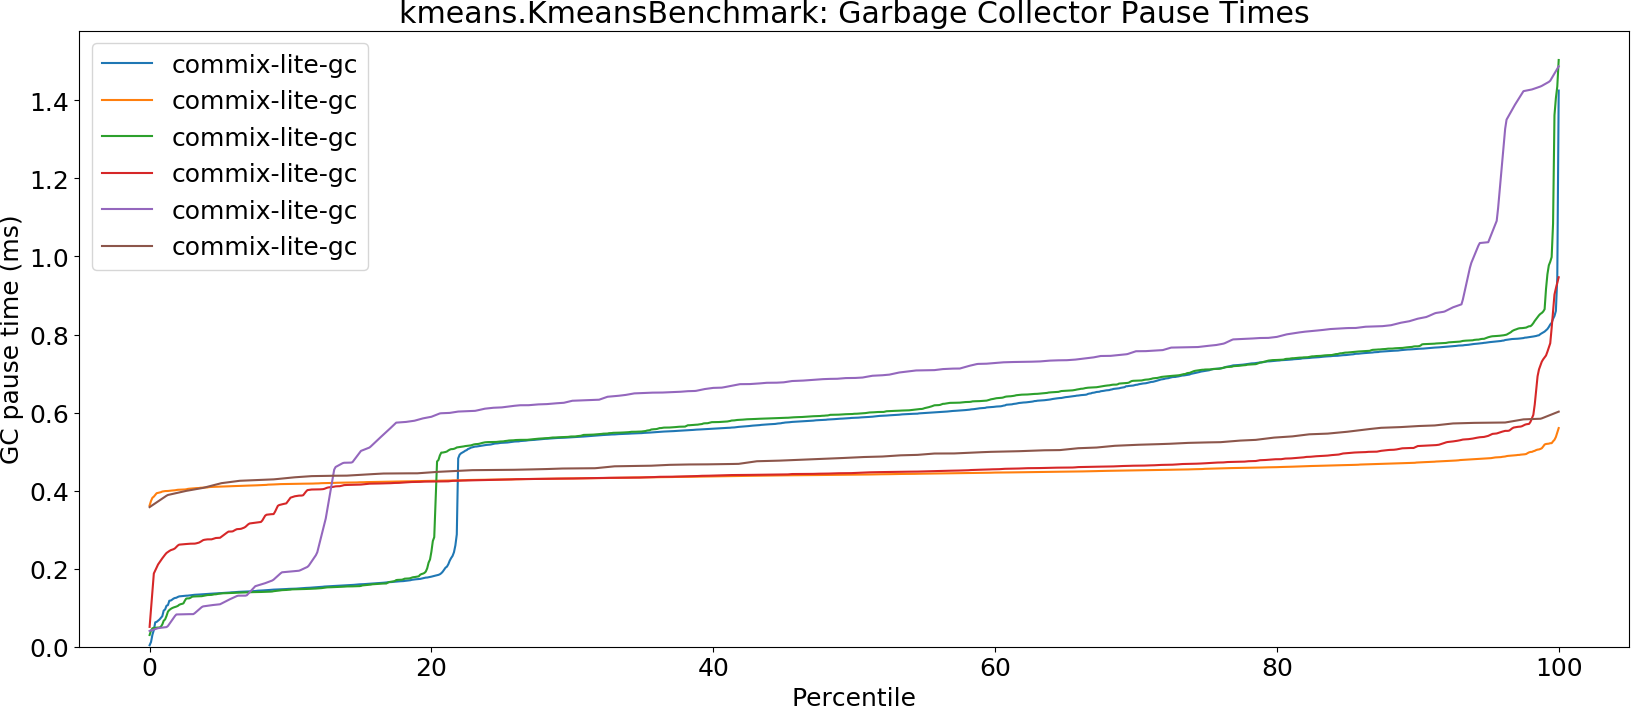 kmeans.KmeansBenchmark: Garbage Collector Pause Times
commix-lite-gc
commix-lite-gc
commix-lite-gc
commix-lite-gc
commix-lite-gc
commix-lite-gc
GC pause time (ms)
1.4
1.2
1.0
0.8
0.6
0.4
0.2
0.0
0 20 40 60 80 100
Percentile